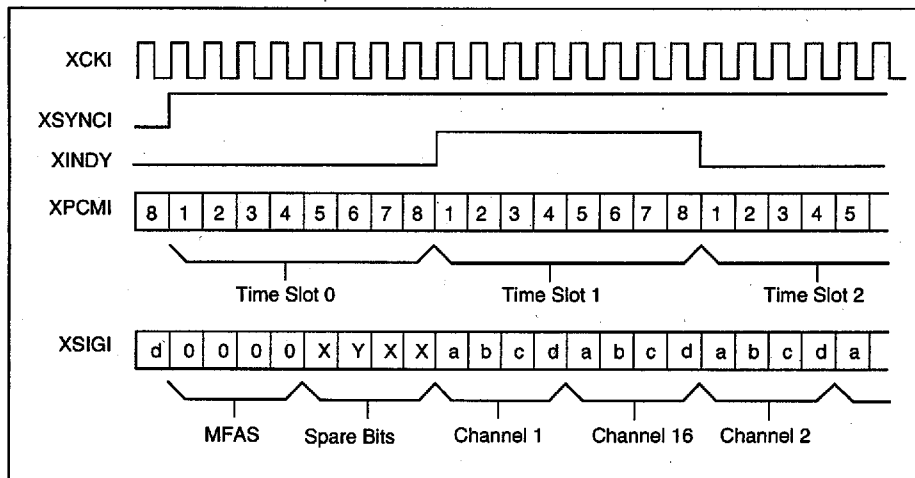 XCKI
XSYNCI
XINDY
XPCMI 8 1 2 3 4 5 6 7 8 1 2 3 4 5 6 7 8 1 2 3 4 5
Time Slot 0 Time Slot 1 Time Slot 2
XSIGI d 0 0 0 0 X Y X X a b c d a b c d a b c d a
MFAS Spare Bits Channel 1 Channel 16 Channel 2